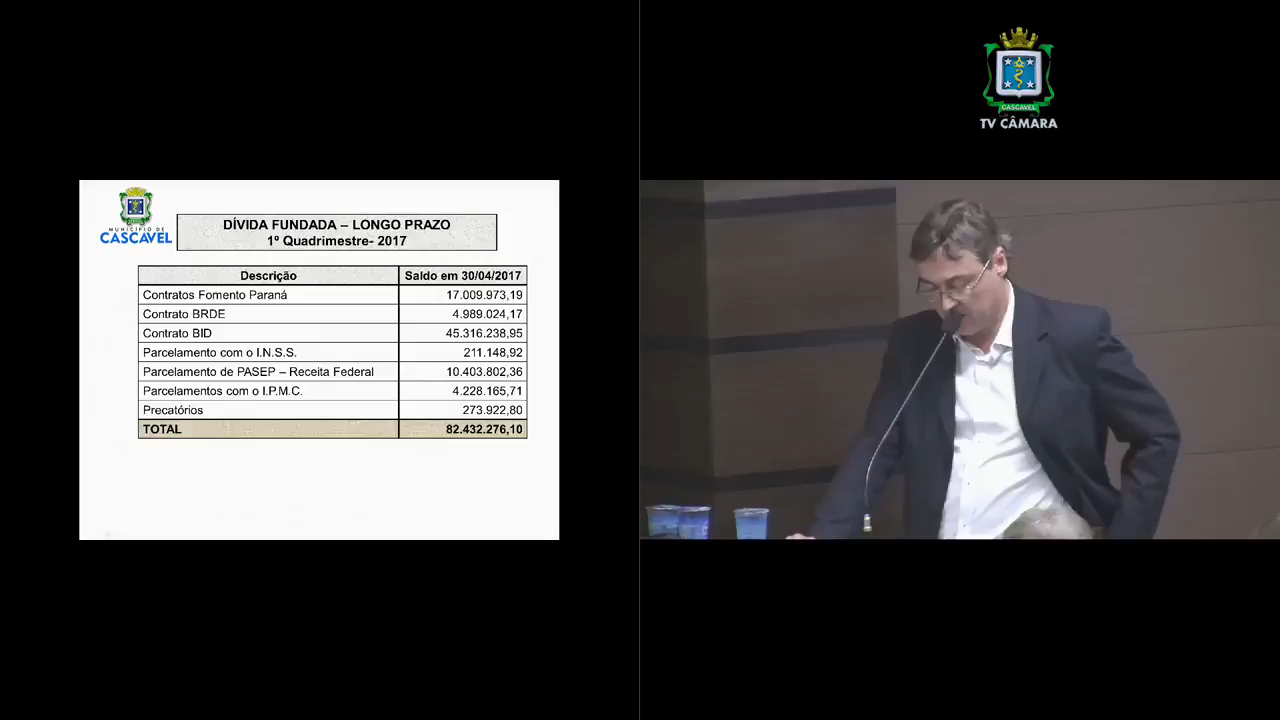 MUNICÍPIO DE
CASCAVEL
DÍVIDA FUNDADA – LONGO PRAZO
1º Quadrimestre- 2017
Descrição Saldo em 30/04/2017
Contratos Fomento Paraná 17.009.973,19
Contrato BRDE 4.989.024,17
Contrato BID 45.316.238,95
Parcelamento com o I.N.S.S. 211.148,92
Parcelamento de PASEP – Receita Federal 10.403.802,36
Parcelamentos com o I.P.M.C. 4.228.165,71
Precatórios 273.922,80
TOTAL 82.432.276,10
CASCAVEL
TV CÂMARA